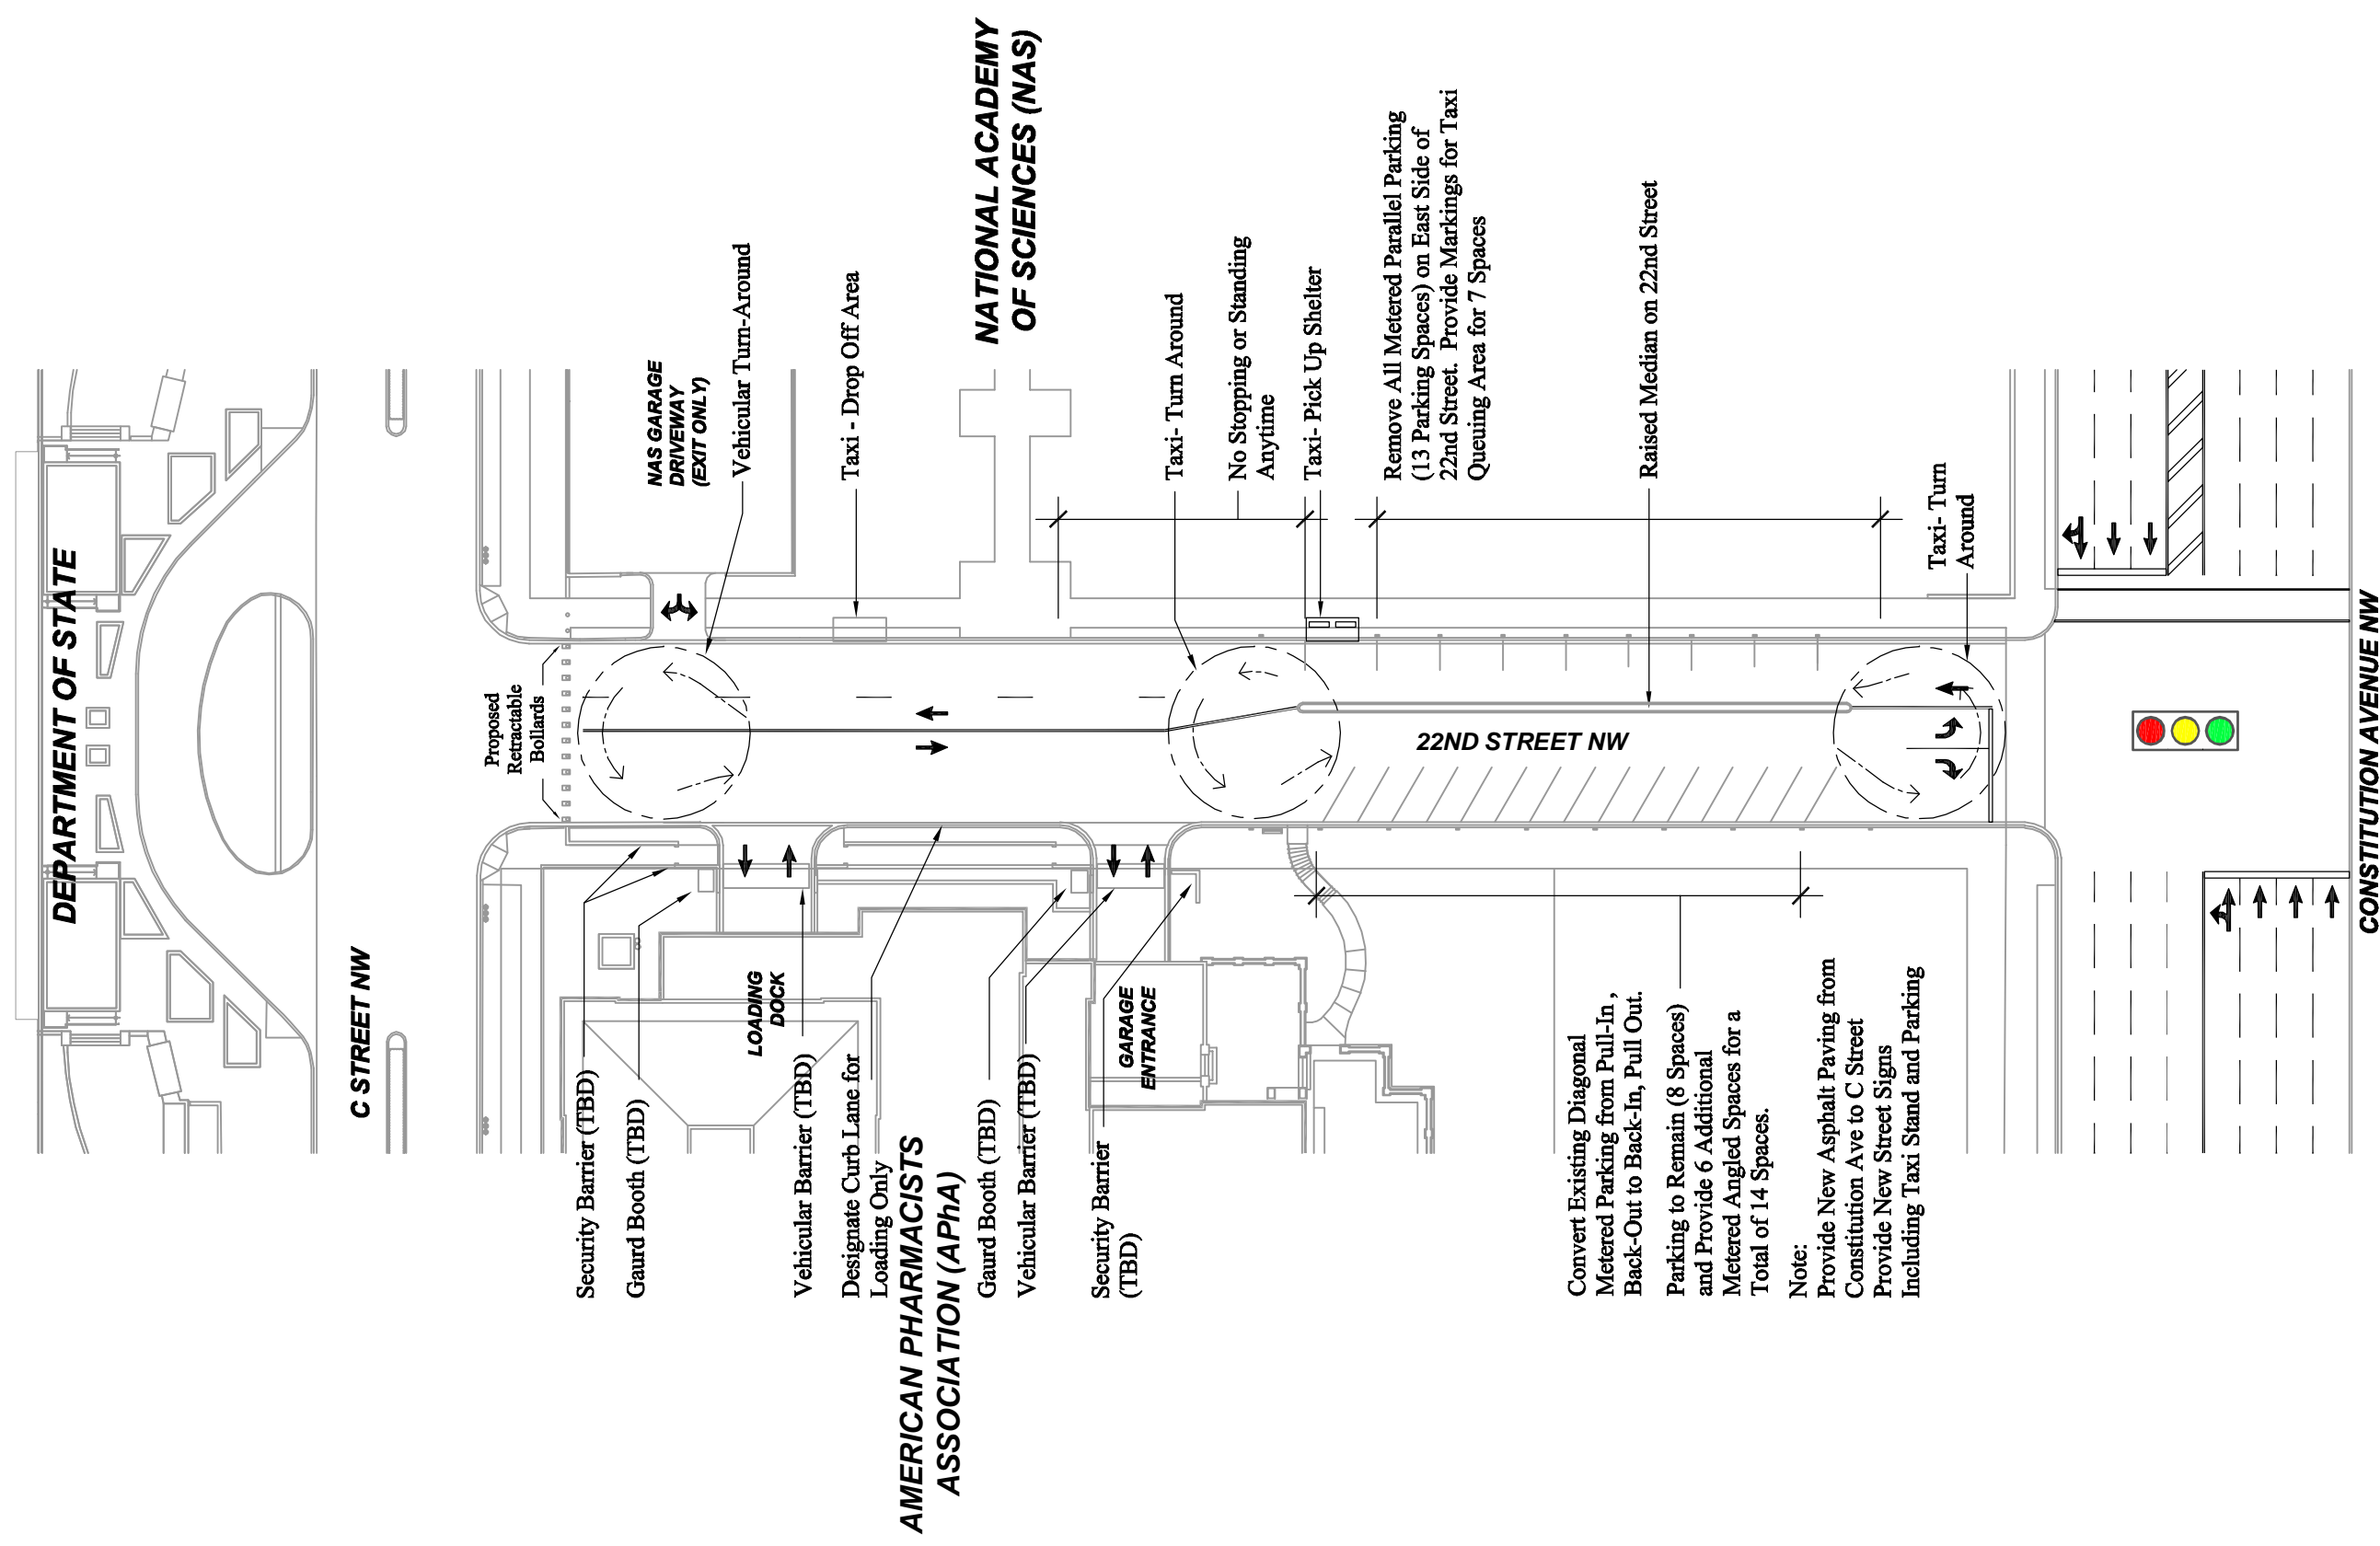 DEPARTMENT OF STATE
C STREET NW
Proposed
Retractable
Bollards
NATIONAL ACADEMY
OF SCIENCES (NAS)
NAS GARAGE
DRIVEWAY
(EXIT ONLY)
Vehicular Turn-Around
Taxi - Drop Off Area
Taxi- Turn Around
No Stopping or Standing
Anytime
Taxi- Pick Up Shelter
Remove All Metered Parallel Parking
(13 Parking Spaces) on East Side of
22nd Street. Provide Markings for Taxi
Queuing Area for 7 Spaces
Raised Median on 22nd Street
Taxi- Turn
Around
22ND STREET NW
CONSTITUTION AVENUE NW
LOADING
DOCK
GARAGE
ENTRANCE
Security Barrier (TBD)
Gaurd Booth (TBD)
Vehicular Barrier (TBD)
Designate Curb Lane for
Loading Only
AMERICAN PHARMACISTS
ASSOCIATION (APhA)
Gaurd Booth (TBD)
Vehicular Barrier (TBD)
Security Barrier
(TBD)
Convert Existing Diagonal
Metered Parking from Pull-In ,
Back-Out to Back-In, Pull Out.
Parking to Remain (8 Spaces)
and Provide 6 Additional
Metered Angled Spaces for a
Total of 14 Spaces.
Note:
Provide New Asphalt Paving from
Constitution Ave to C Street
Provide New Street Signs
Including Taxi Stand and Parking